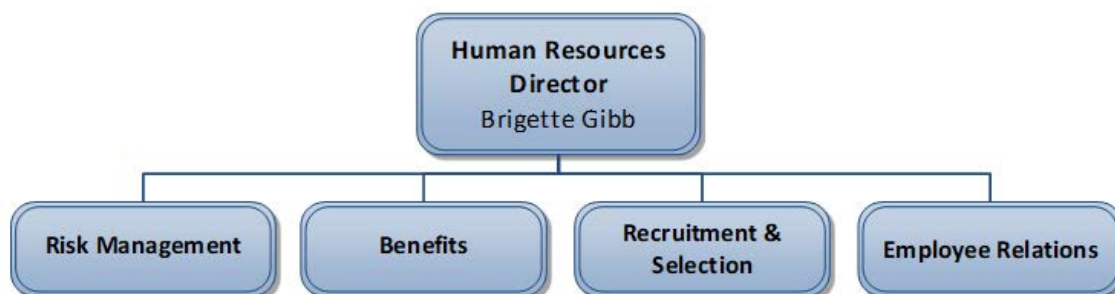 Human Resources
Director
Brigette Gibb
Risk Management
Benefits
Recruitment &
Selection
Employee Relations